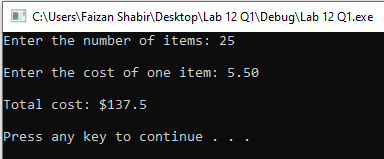 C:\Users\Faizan Shabir\Desktop\Lab 12 Q1\Debug\Lab 12 Q1.exe
Enter the number of items: 25
Enter the cost of one item: 5.50
Total cost: $137.5
Press any key to continue . . .